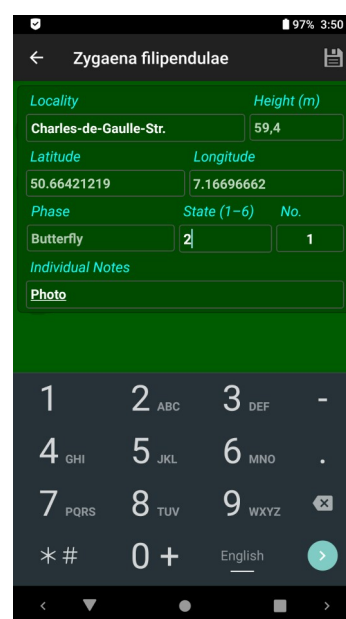 97% 3:50
Zygaena filipendulae
Locality Height (m)
Charles-de-Gaulle-Str. 59,4
Latitude Longitude
50.66421219 7.16696662
Phase State (1–6) No.
Butterfly 2 1
Individual Notes
Photo
1 2 ABC 3 DEF -
4 GHI 5 JKL 6 MNO .
7 PQRS 8 TUV 9 WXYZ
*# 0 + English